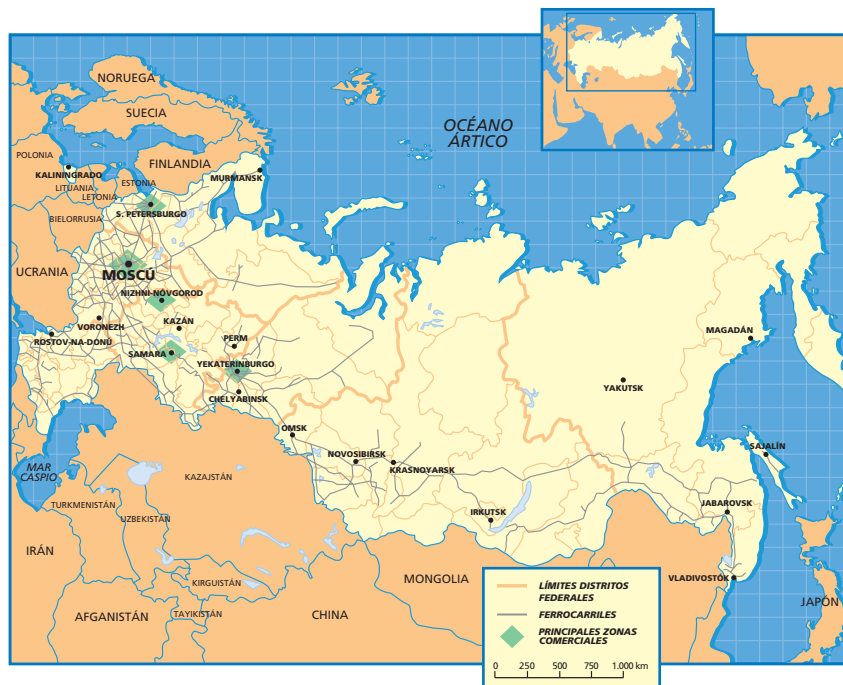 NORUEGA
SUECIA
OCÉANO
ÁRTICO
POLONIA
FINLANDIA
KALININGRADO
MURMANSK
LITUANIA
ESTONIA
LETONIA
S. PETERSBURGO
BIELORRUSIA
UCRANIA
MOSCÚ
NIZHNI-NÓVGOROD
VORONEZH
KAZÁN
MAGADÁN
ROSTOV-NA-DONÚ
PERM
SAMARA
YEKATERINBURGO
YAKUTSK
CHELYABINSK
OMSK
NOVOSIBIRSK
SAJALÍN
KRASNOYARSK
MAR
CASPIO
KAZAJSTÁN
TURKMENISTÁN
JABAROVSK
UZBEKISTÁN
IRKUTSK
IRÁN
KIRGUISTÁN
MONGOLIA
VLADIVOSTÓK
AFGANISTÁN
TAYIKISTÁN
CHINA
JAPÓN
LÍMITES DISTRITOS
FEDERALES
FERROCARRILES
PRINCIPALES ZONAS
COMERCIALES
0 250 500 750 1.000 km